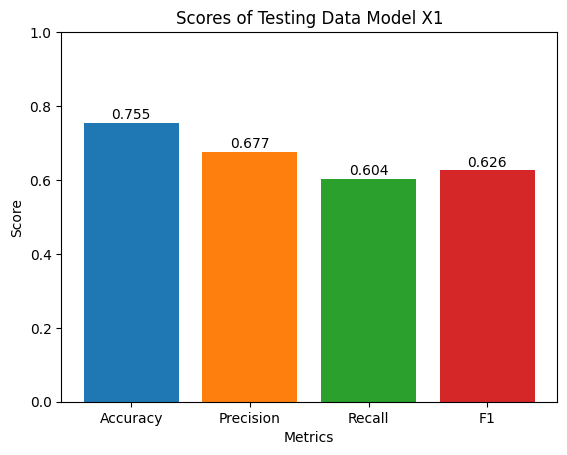 Scores of Testing Data Model X1
1.0
0.8
0.6
0.4
0.2
0.0
Score
0.755
0.677
0.604
0.626
Accuracy Precision Recall F1
Metrics